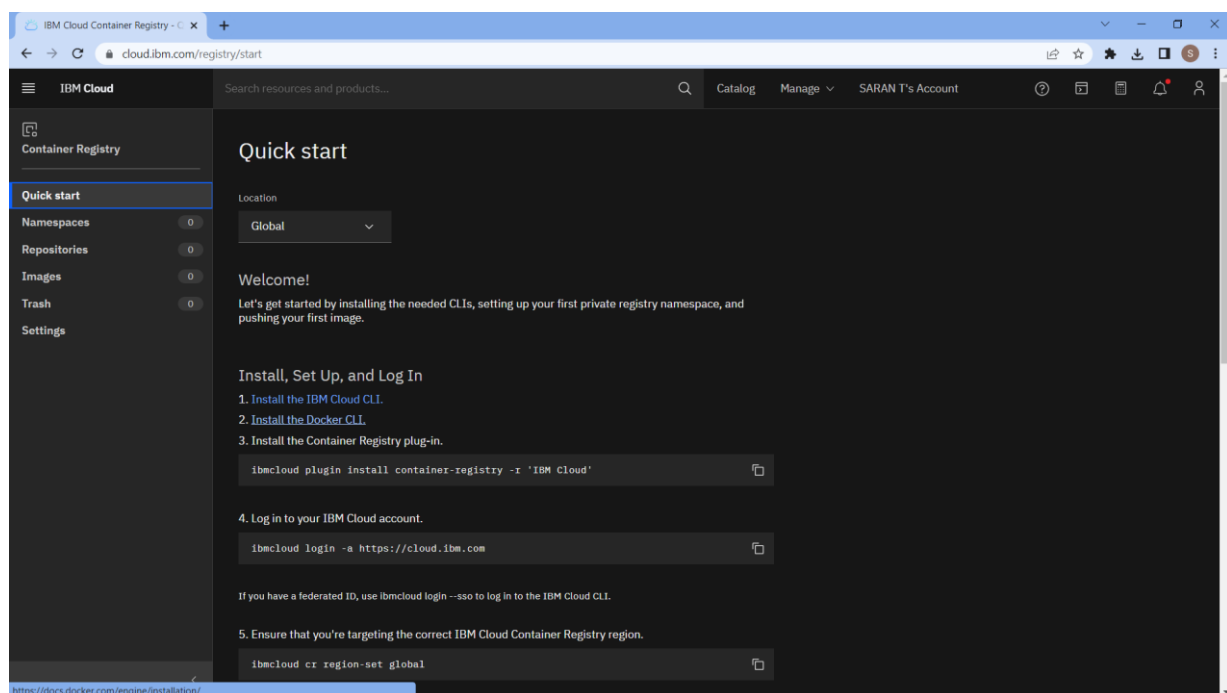 IBM Cloud Container Registry - C
cloud.ibm.com/registry/start
IBM Cloud
Search resources and products...
Catalog
Manage
SARAN T's Account
S
Container Registry
Quick start
Namespaces 0
Repositories 0
Images 0
Trash 0
Settings
Quick start
Location
Global
Welcome!
Let's get started by installing the needed CLIs, setting up your first private registry namespace, and
pushing your first image.
Install, Set Up, and Log In
1. Install the IBM Cloud CLI.
2. Install the Docker CLI.
3. Install the Container Registry plug-in.
ibmcloud plugin install container-registry -r 'IBM Cloud'
4. Log in to your IBM Cloud account.
ibmcloud login -a https://cloud.ibm.com
If you have a federated ID, use ibmcloud login --sso to log in to the IBM Cloud CLI.
5. Ensure that you're targeting the correct IBM Cloud Container Registry region.
ibmcloud cr region-set global
https://docs.docker.com/engine/installation/